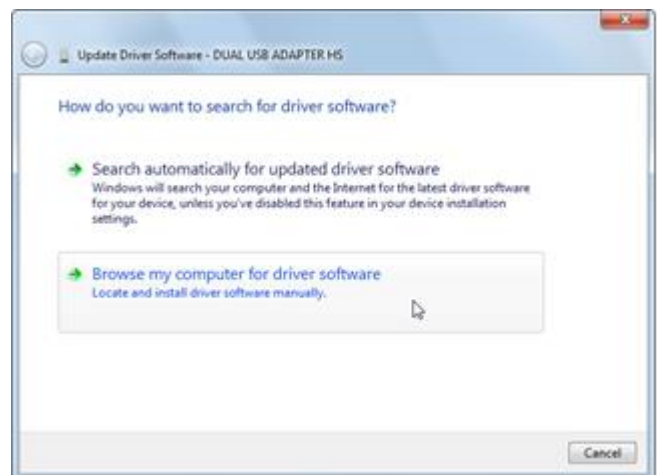 Update Driver Software - DUAL USB ADAPTER HS
How do you want to search for driver software?
Search automatically for updated driver software
Windows will search your computer and the Internet for the latest driver software
for your device, unless you've disabled this feature in your device installation
settings.
Browse my computer for driver software
Locate and install driver software manually.
Cancel